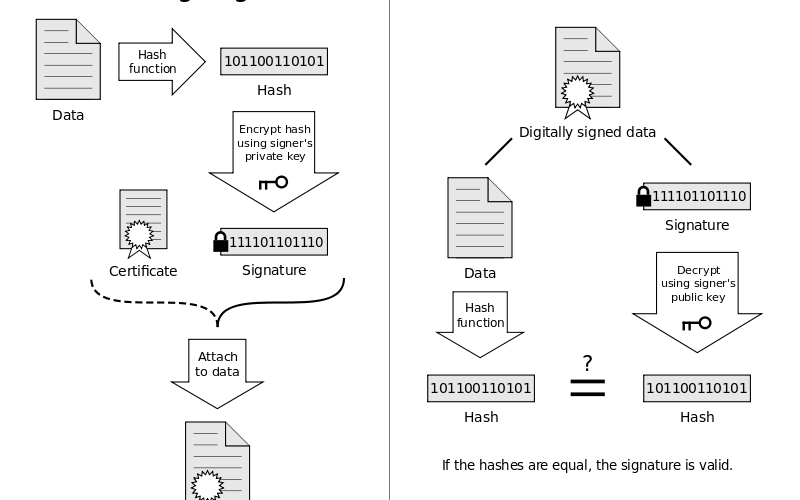 Hash
function
101100110101
Data
Hash
Encrypt hash
using signer's
private key
111101101110
Certificate
Signature
Attach
to data
Digitally signed data
111101101110
Signature
Data
Decrypt
using signer's
public key
Hash
function
?
101100110101
101100110101
Hash
Hash
If the hashes are equal, the signature is valid.